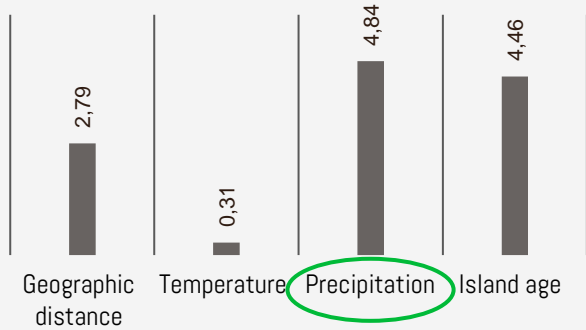 4,84
4,46
2,79
0,31
Geographic distance
Temperature
Precipitation
Island age